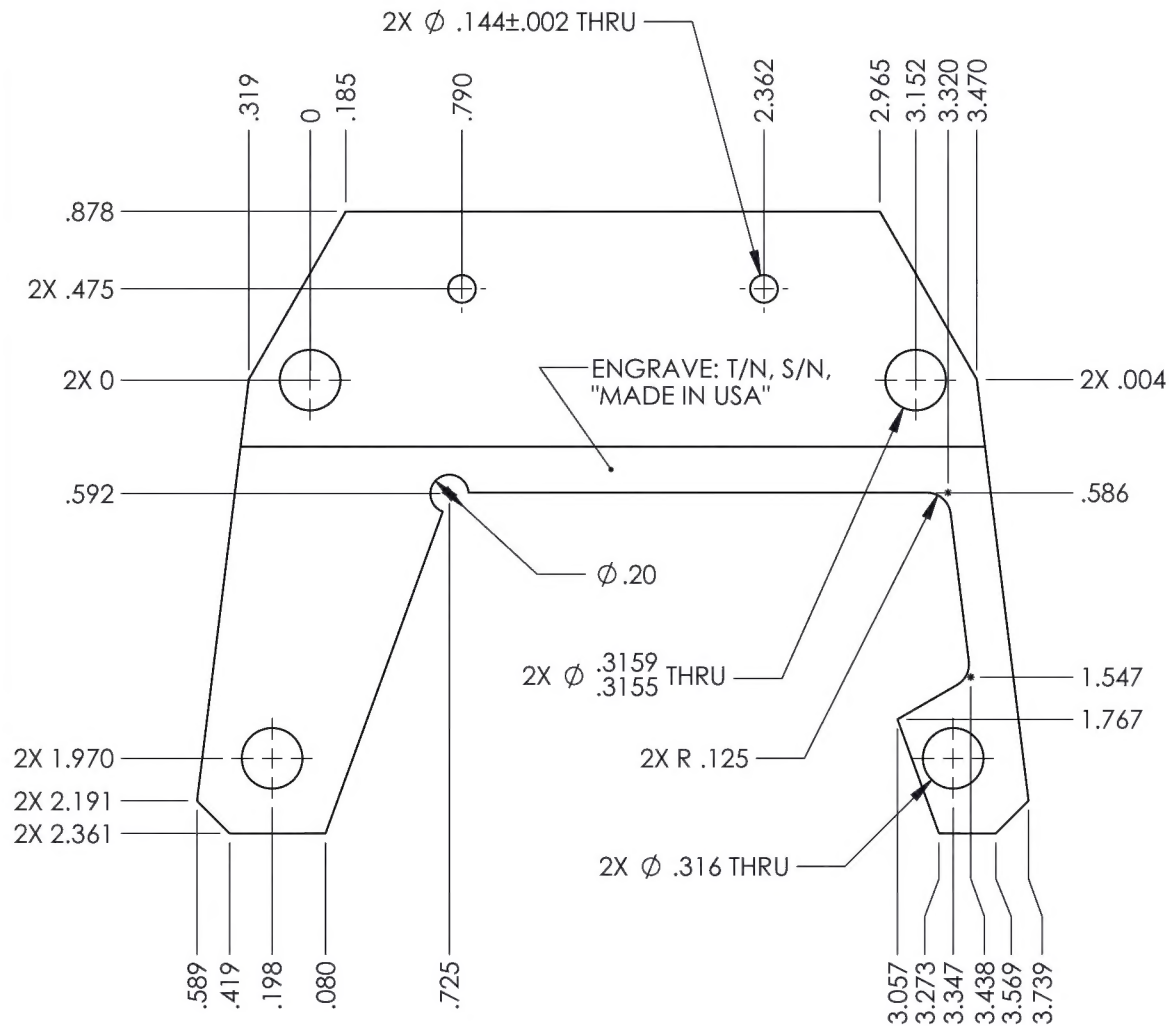 2X Ø .144±.002 THRU
.319
0
.185
.790
2.362
2.965
3.152
3.320
3.470
.878
2X .475
2X 0
ENGRAVE: T/N, S/N,
"MADE IN USA"
2X .004
.592
.586
Ø .20
2X Ø .3159
.3155 THRU
1.547
1.767
2X 1.970
2X R .125
2X 2.191
2X 2.361
2X Ø .316 THRU
.589
.419
.198
.080
.725
3.057
3.273
3.347
3.438
3.569
3.739